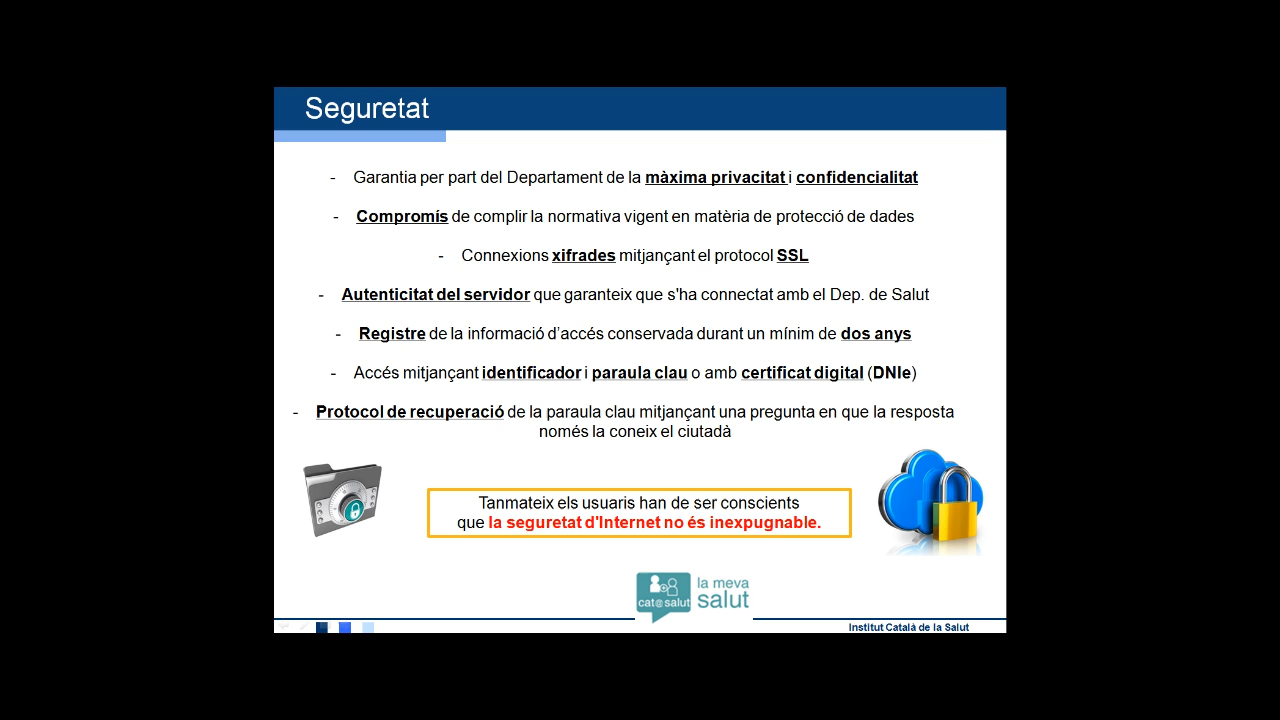 Seguretat
- Garantia per part del Departament de la màxima privacitat i confidencialitat
- Compromís de complir la normativa vigent en matèria de protecció de dades
- Connexions xifrades mitjançant el protocol SSL
- Autenticitat del servidor que garanteix que s'ha connectat amb el Dep. de Salut
- Registre de la informació d’accés conservada durant un mínim de dos anys
- Accés mitjançant identificador i paraula clau o amb certificat digital (DNIe)
- Protocol de recuperació de la paraula clau mitjançant una pregunta en que la resposta
només la coneix el ciutadà
Tanmateix els usuaris han de ser conscients
que la seguretat d'Internet no és inexpugnable.
cat@salut
la meva
salut
Institut Català de la Salut